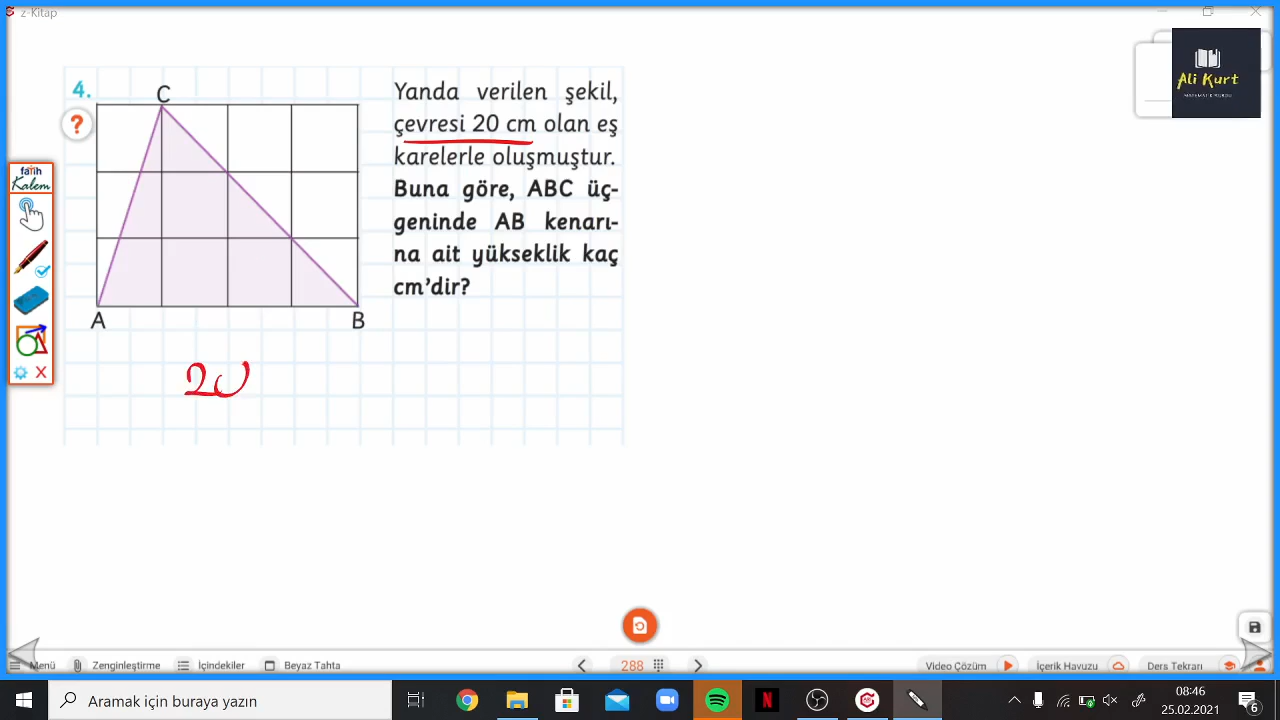 z-Kitap
Ali Kurt
4.
?
C
A
B
Yanda verilen şekil,
çevresi 20 cm olan eş
karelerle oluşmuştur.
Buna göre, ABC üç-
geninde AB kenarı-
na ait yükseklik kaç
cm'dir?
20
fatih
Kalem
Menü
Zenginleştirme
İçindekiler
Beyaz Tahta
288
Video Çözüm
İçerik Havuzu
Ders Tekrarı
Aramak için buraya yazın
08:46
25.02.2021
6